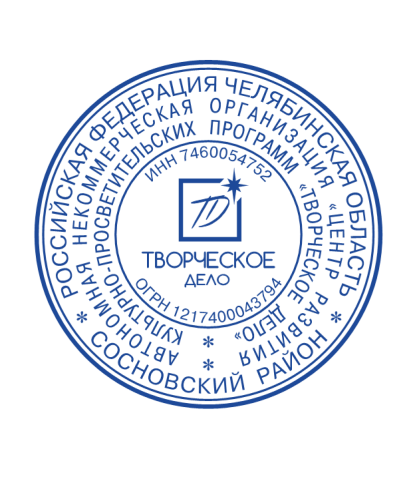 РОССИЙСКАЯ ФЕДЕРАЦИЯ ЧЕЛЯБИНСКАЯ ОБЛАСТЬ
* СОСНОВСКИЙ РАЙОН *
АВТОНОМНАЯ НЕКОММЕРЧЕСКАЯ ОРГАНИЗАЦИЯ "ЦЕНТР РАЗВИТИЯ *
КУЛЬТУРНО-ПРОСВЕТИТЕЛЬСКИХ ПРОГРАММ "ТВОРЧЕСКОЕ ДЕЛО" *
ИНН 7460054752
ТД
ТВОРЧЕСКОЕ
ДЕЛО
ОГРН 1217400043794